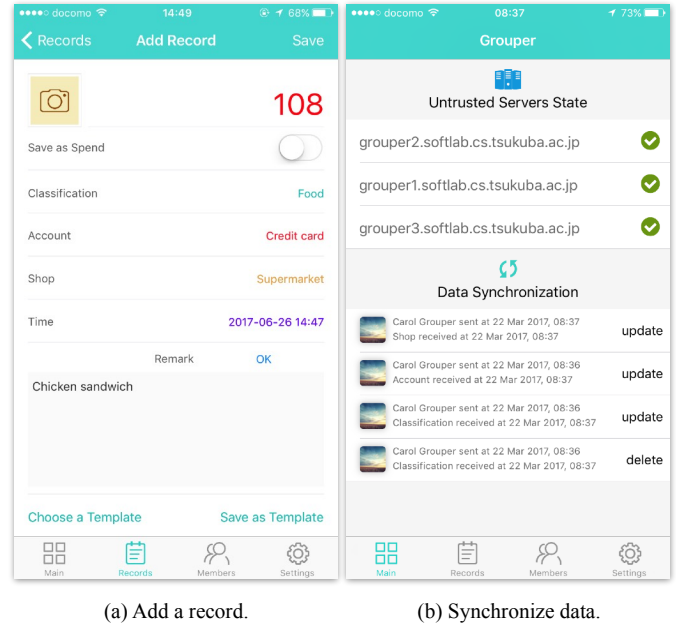 docomo 14:49 68%
Records Add Record Save
108
Save as Spend
Classification Food
Account Credit card
Shop Supermarket
Time 2017-06-26 14:47
Remark OK
Chicken sandwich
Choose a Template Save as Template
Main Records Members Settings
(a) Add a record.
docomo 08:37 73%
Grouper
Untrusted Servers State
grouper2.softlab.cs.tsukuba.ac.jp
grouper1.softlab.cs.tsukuba.ac.jp
grouper3.softlab.cs.tsukuba.ac.jp
Data Synchronization
Carol Grouper sent at 22 Mar 2017, 08:37
Shop received at 22 Mar 2017, 08:37 update
Carol Grouper sent at 22 Mar 2017, 08:36
Account received at 22 Mar 2017, 08:37 update
Carol Grouper sent at 22 Mar 2017, 08:36
Classification received at 22 Mar 2017, 08:37 update
Carol Grouper sent at 22 Mar 2017, 08:36
Classification received at 22 Mar 2017, 08:37 delete
Main Records Members Settings
(b) Synchronize data.